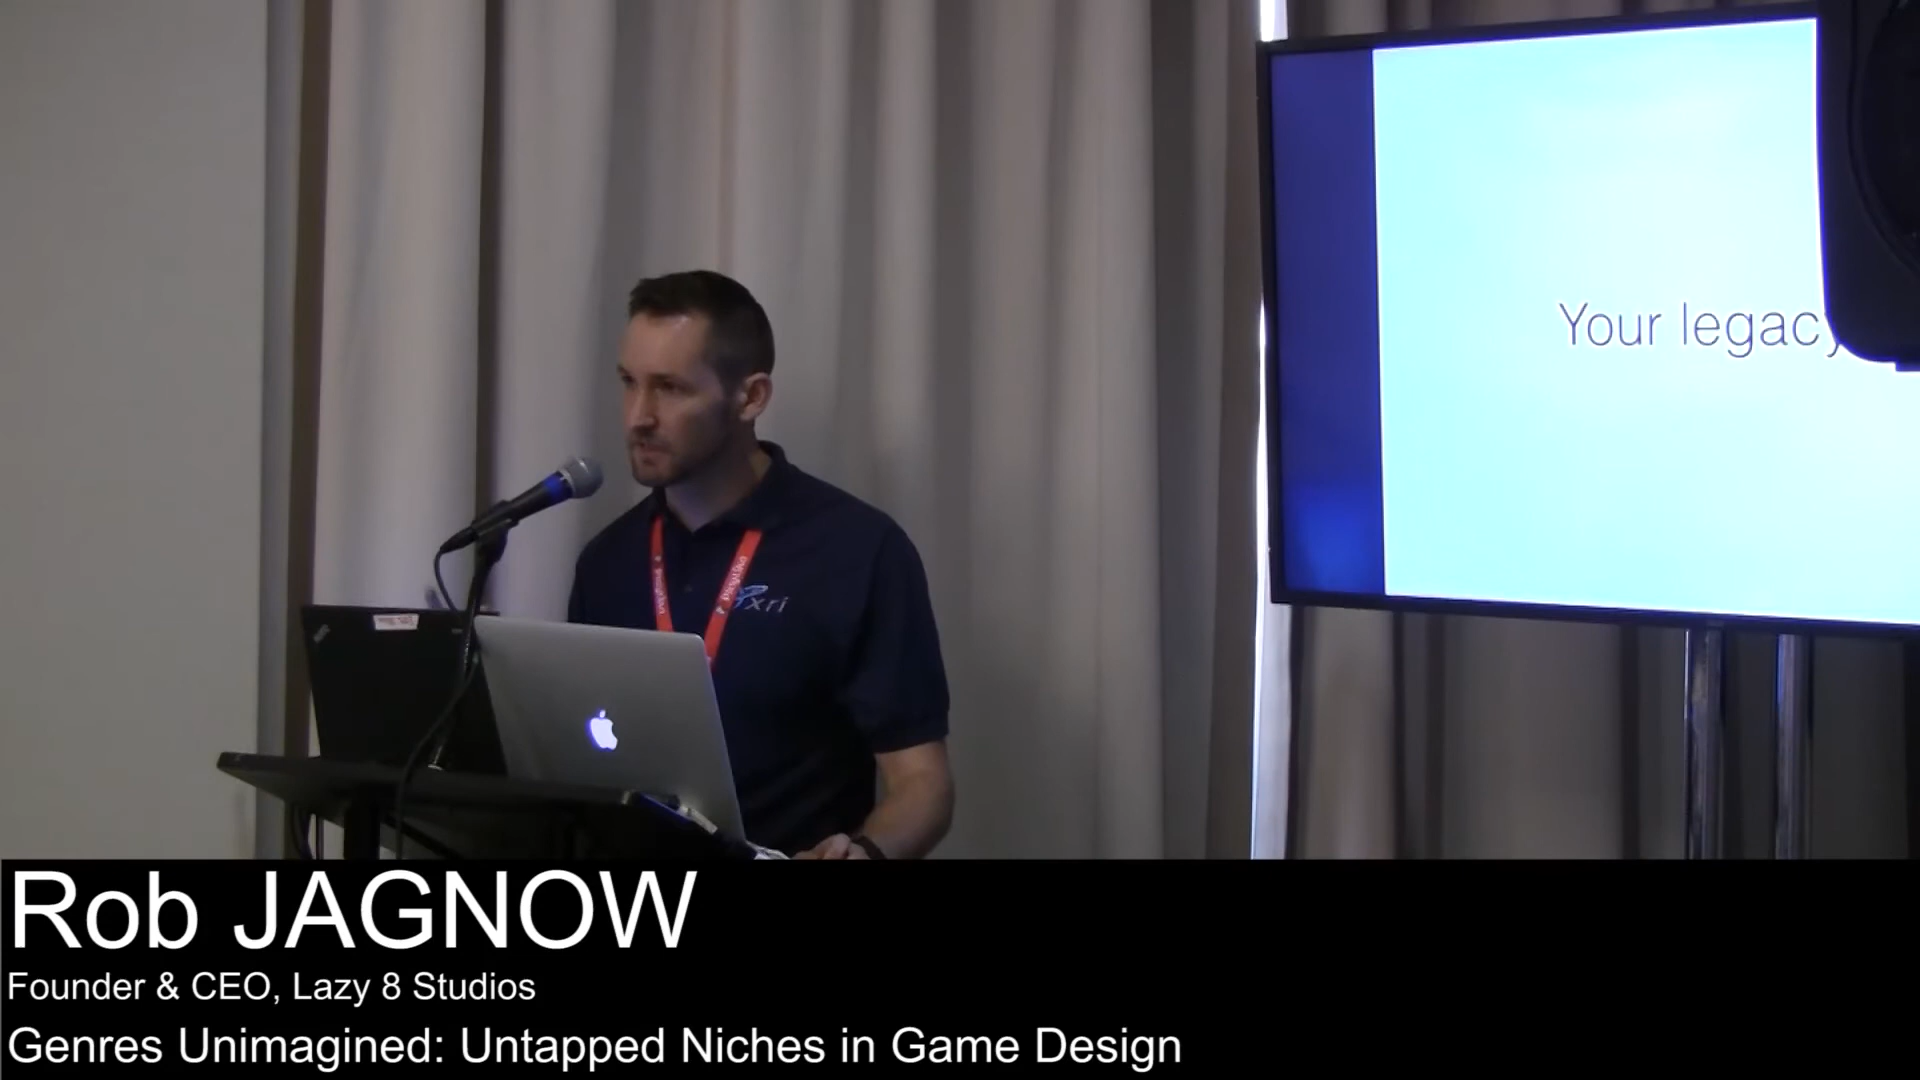 Your legacy
xri
Rob JAGNOW
Founder & CEO, Lazy 8 Studios
Genres Unimagined: Untapped Niches in Game Design